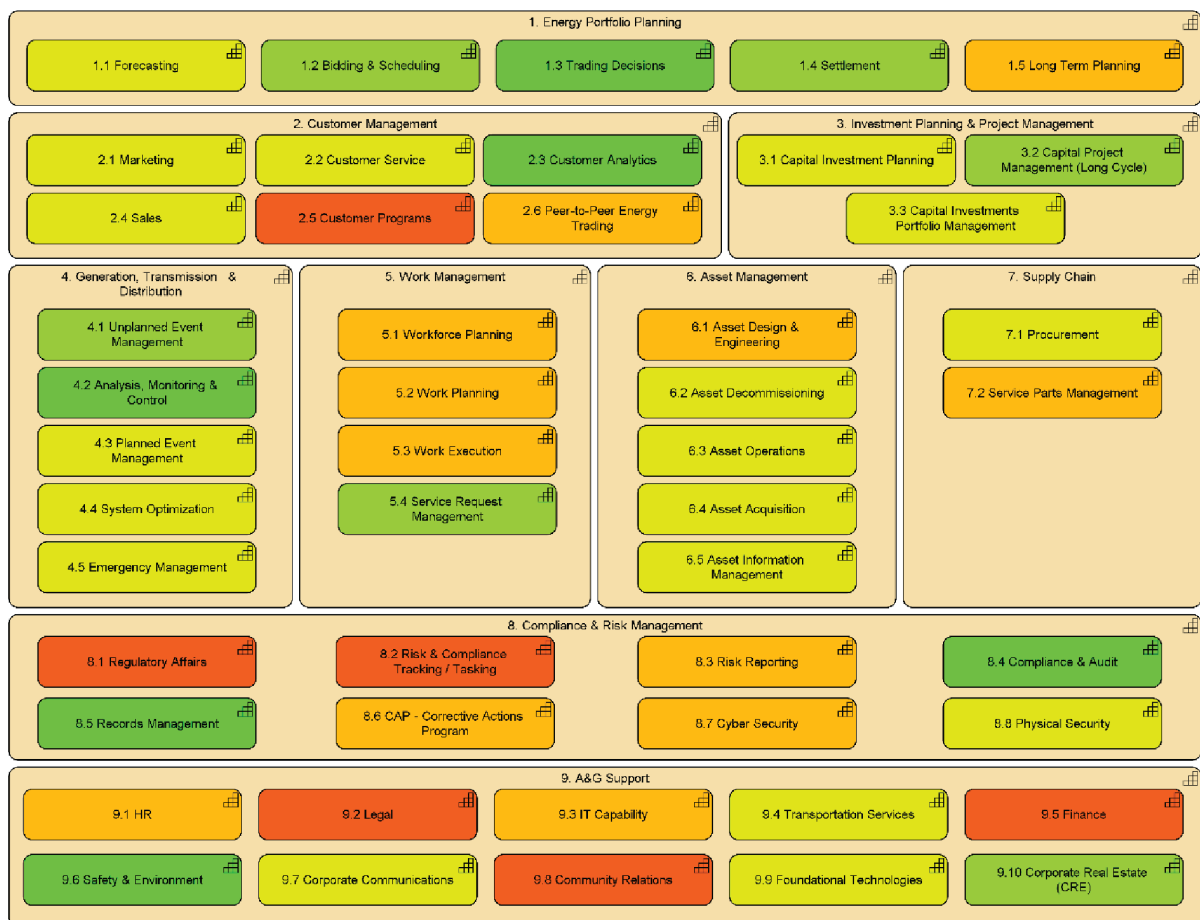 1. Energy Portfolio Planning
1.1 Forecasting
1.2 Bidding & Scheduling
1.3 Trading Decisions
1.4 Settlement
1.5 Long Term Planning
2. Customer Management
2.1 Marketing
2.2 Customer Service
2.3 Customer Analytics
2.4 Sales
2.5 Customer Programs
2.6 Peer-to-Peer Energy
Trading
3. Investment Planning & Project Management
3.1 Capital Investment Planning
3.2 Capital Project
Management (Long Cycle)
3.3 Capital Investments
Portfolio Management
4. Generation, Transmission &
Distribution
4.1 Unplanned Event
Management
4.2 Analysis, Monitoring &
Control
4.3 Planned Event
Management
4.4 System Optimization
4.5 Emergency Management
5. Work Management
5.1 Workforce Planning
5.2 Work Planning
5.3 Work Execution
5.4 Service Request
Management
6. Asset Management
6.1 Asset Design &
Engineering
6.2 Asset Decommissioning
6.3 Asset Operations
6.4 Asset Acquisition
6.5 Asset Information
Management
7. Supply Chain
7.1 Procurement
7.2 Service Parts Management
8. Compliance & Risk Management
8.1 Regulatory Affairs
8.2 Risk & Compliance
Tracking / Tasking
8.3 Risk Reporting
8.4 Compliance & Audit
8.5 Records Management
8.6 CAP - Corrective Actions
Program
8.7 Cyber Security
8.8 Physical Security
9. A&G Support
9.1 HR
9.2 Legal
9.3 IT Capability
9.4 Transportation Services
9.5 Finance
9.6 Safety & Environment
9.7 Corporate Communications
9.8 Community Relations
9.9 Foundational Technologies
9.10 Corporate Real Estate
(CRE)